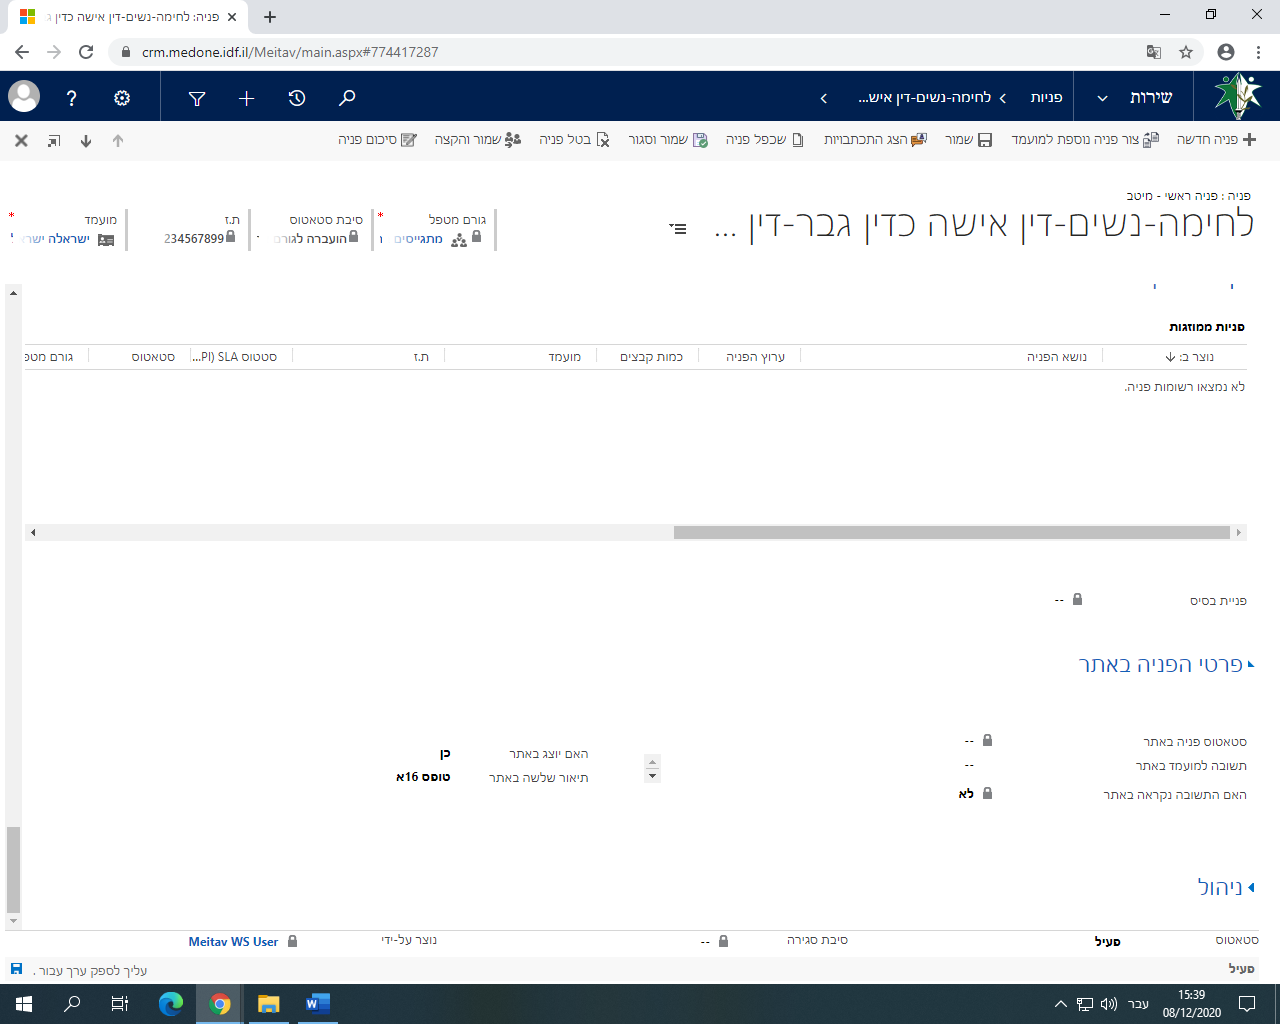 פניה: לחימה-נשים-דין אישה כדין ג
crm.medone.idf.il/Meitav/main.aspx#774417287
שירות
פניות
לחימה-נשים-דין איש...
פניה חדשה
צור פניה נוספת למועמד
שמור
הצג התכתבויות
שכפל פניה
שמור וסגור
בטל פניה
שמור והקצה
סיכום פניה
פניה : פניה ראשי - מיטב
לחימה-נשים-דין אישה כדין גבר-דין ...
גורם מטפל *
מתגייסים
סיבת סטאטוס
הועברה לגורם
ת.ז
234567899
מועמד *
ישראלה ישר
פניות ממוזגות
נוצר ב: נושא הפניה ערוץ הפניה כמות קבצים מועמד ת.ז סטטוס SLA (PI... סטאטוס גורם מטפ
לא נמצאו רשומות פניה.
פניית בסיס --
פרטי הפניה באתר
סטאטוס פניה באתר --
תשובה למועמד באתר --
האם התשובה נקראה באתר לא
האם יוצג באתר כן
תיאור שלשה באתר טופס 16א
ניהול
סטאטוס פעיל סיבת סגירה -- נוצר על-ידי Meitav WS User
פעיל
עליך לספק ערך עבור .
עבר
15:39
08/12/2020